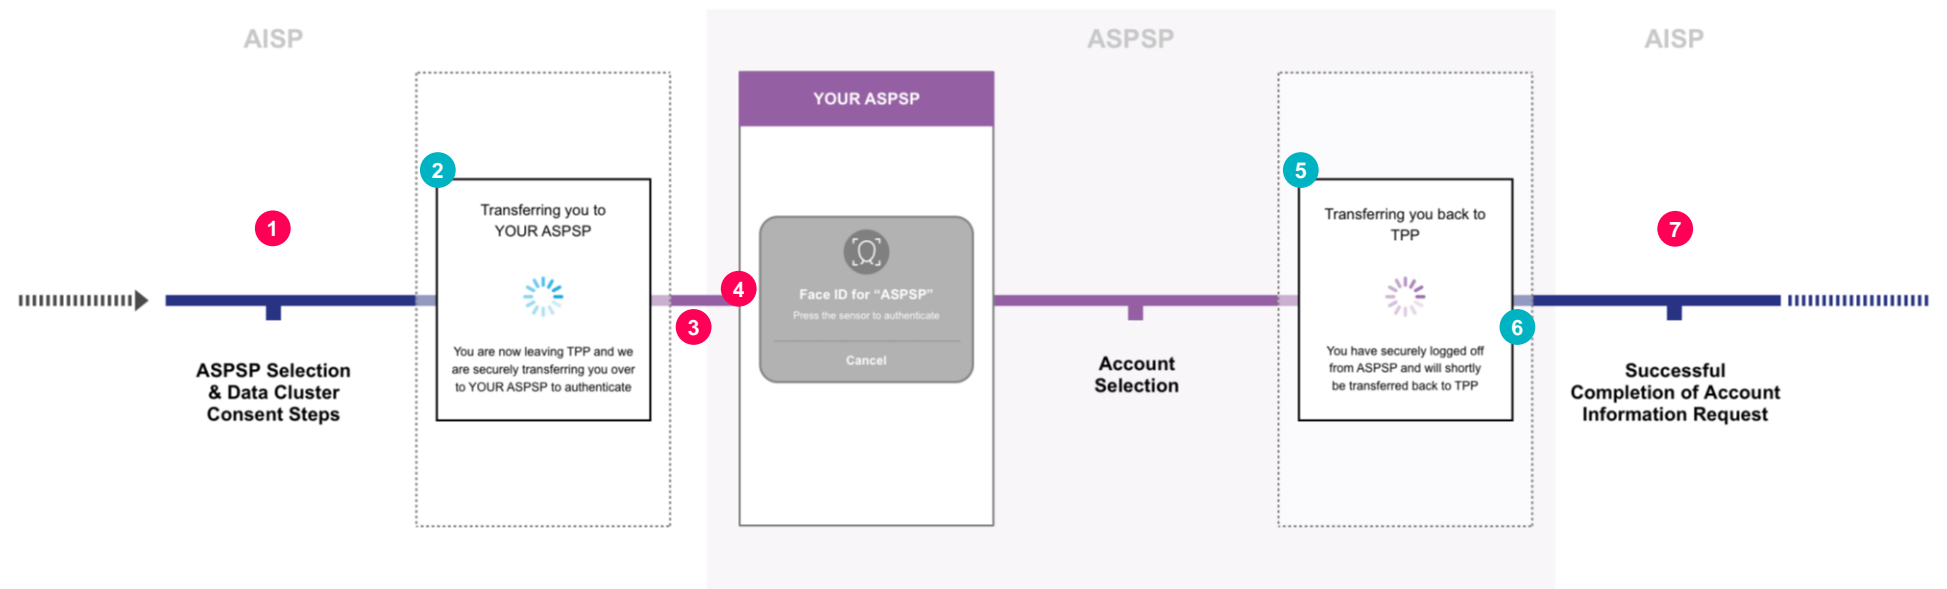 AISP
ASPSP
AISP
YOUR ASPSP
1
ASPSP Selection
& Data Cluster
Consent Steps
2
Transferring you to
YOUR ASPSP
You are now leaving TPP and we
are securely transferring you over
to YOUR ASPSP to authenticate
3
4
Face ID for “ASPSP”
Press the sensor to authenticate
Cancel
Account
Selection
5
Transferring you back to
TPP
You have securely logged off
from ASPSP and will shortly
be transferred back to TPP
6
7
Successful
Completion of Account
Information Request